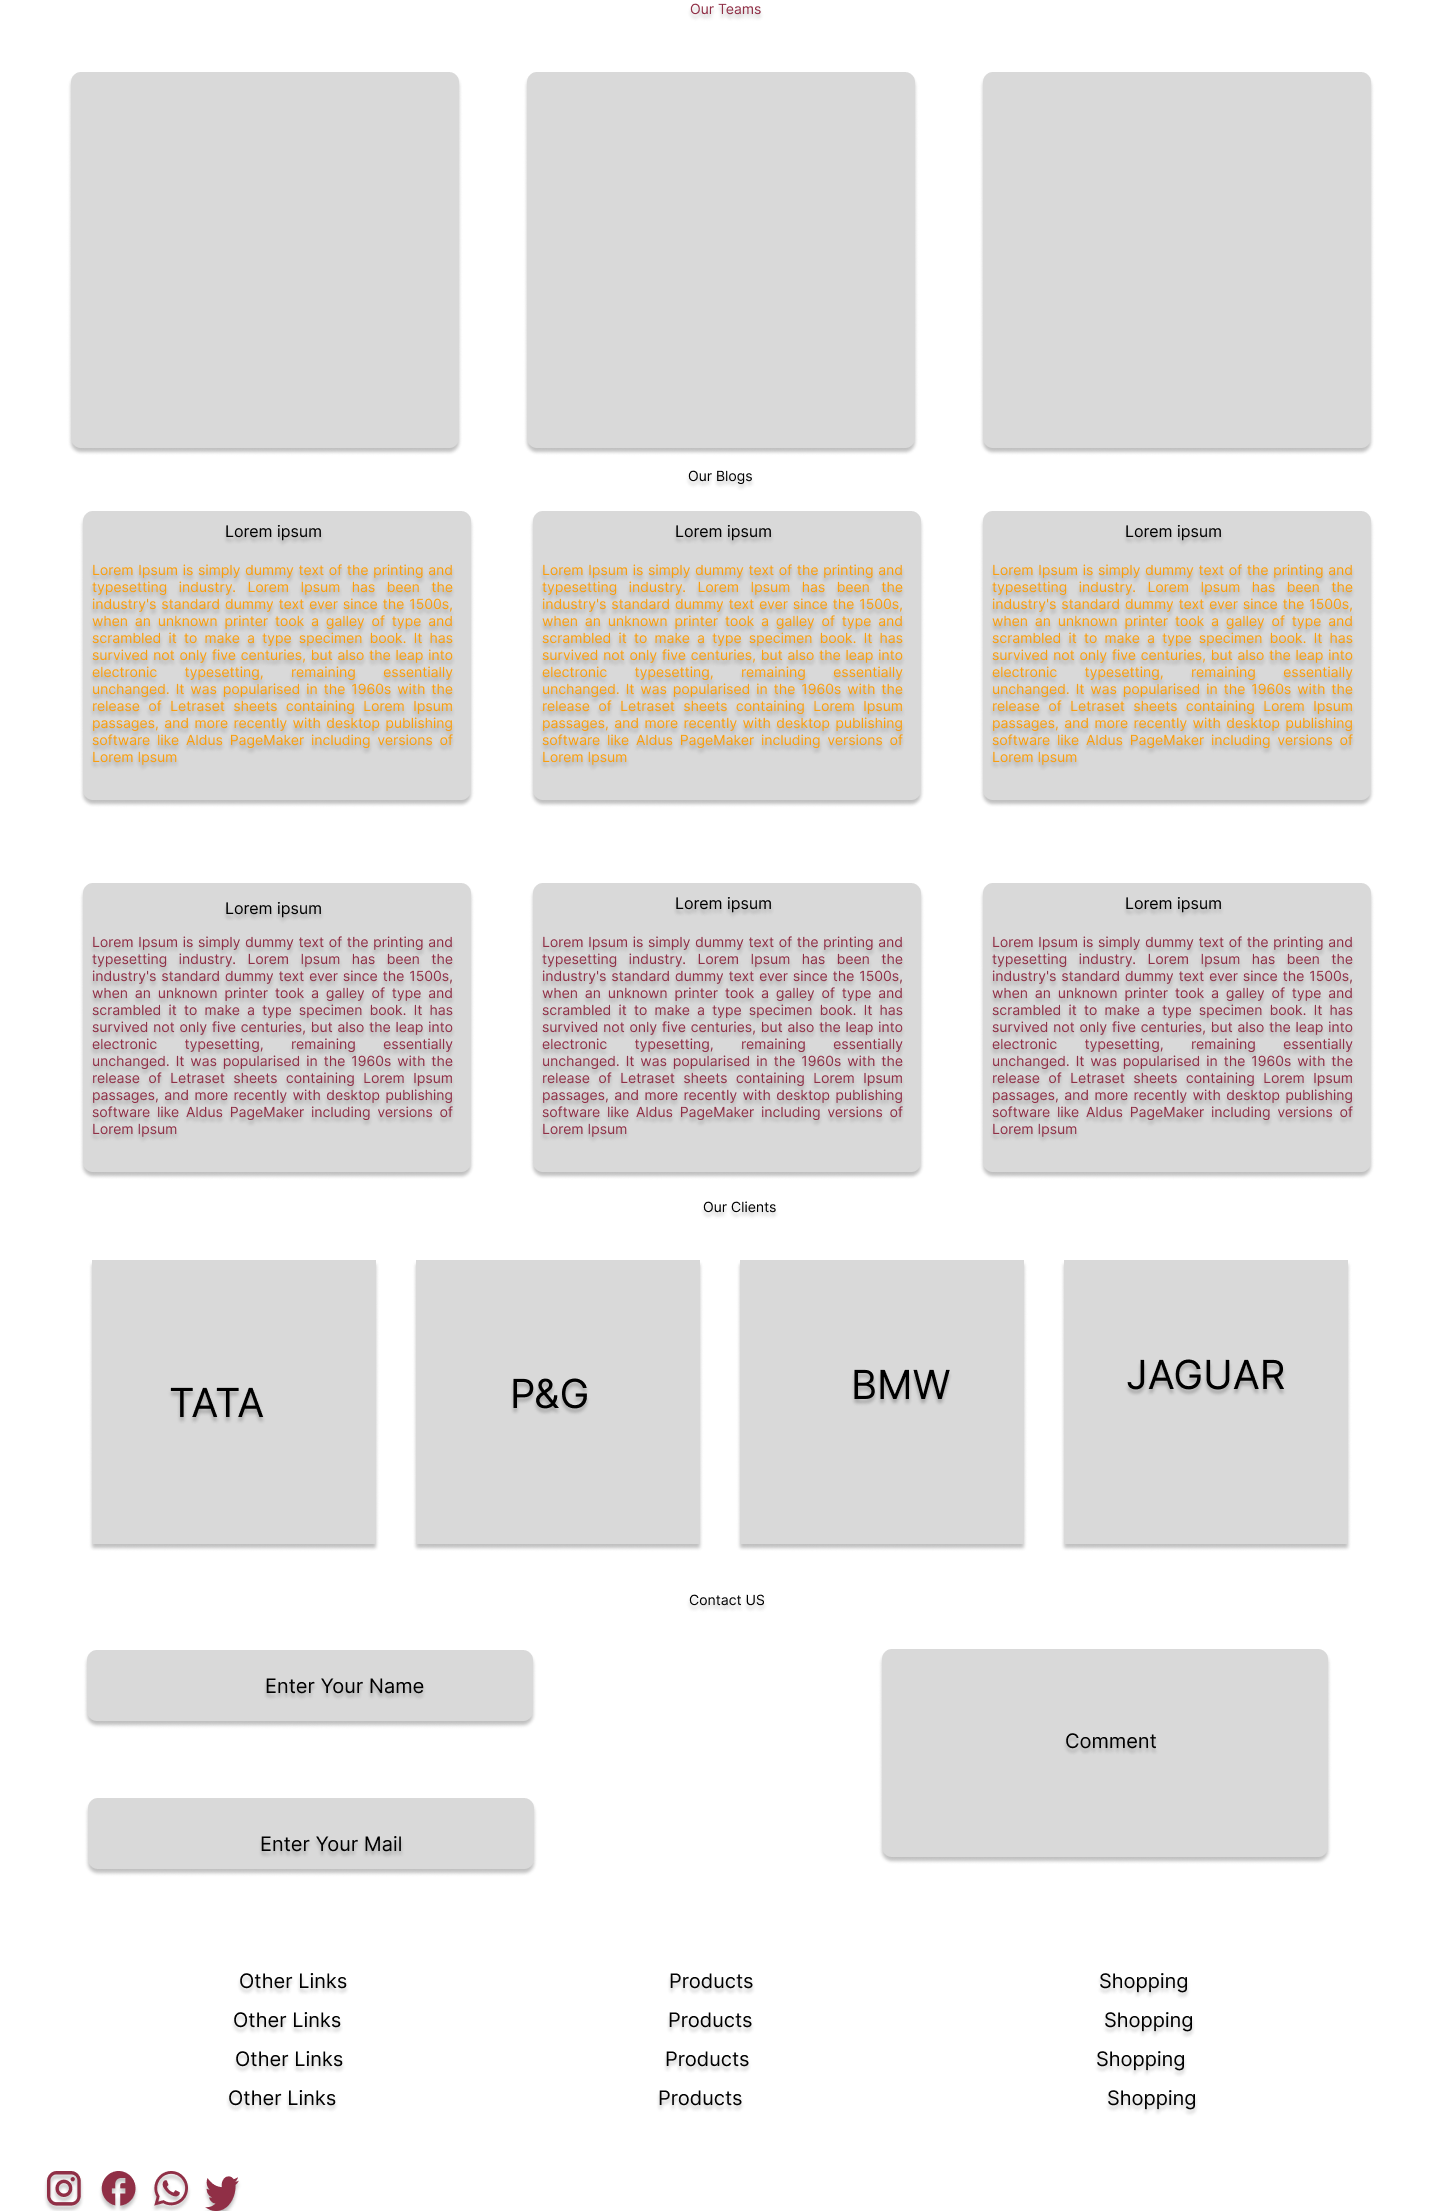 Our Teams
Our Blogs
Lorem ipsum
Lorem Ipsum is simply dummy text of the printing and
typesetting industry. Lorem Ipsum has been the
industry's standard dummy text ever since the 1500s,
when an unknown printer took a galley of type and
scrambled it to make a type specimen book. It has
survived not only five centuries, but also the leap into
electronic typesetting, remaining essentially
unchanged. It was popularised in the 1960s with the
release of Letraset sheets containing Lorem Ipsum
passages, and more recently with desktop publishing
software like Aldus PageMaker including versions of
Lorem Ipsum
Lorem ipsum
Lorem Ipsum is simply dummy text of the printing and
typesetting industry. Lorem Ipsum has been the
industry's standard dummy text ever since the 1500s,
when an unknown printer took a galley of type and
scrambled it to make a type specimen book. It has
survived not only five centuries, but also the leap into
electronic typesetting, remaining essentially
unchanged. It was popularised in the 1960s with the
release of Letraset sheets containing Lorem Ipsum
passages, and more recently with desktop publishing
software like Aldus PageMaker including versions of
Lorem Ipsum
Lorem ipsum
Lorem Ipsum is simply dummy text of the printing and
typesetting industry. Lorem Ipsum has been the
industry's standard dummy text ever since the 1500s,
when an unknown printer took a galley of type and
scrambled it to make a type specimen book. It has
survived not only five centuries, but also the leap into
electronic typesetting, remaining essentially
unchanged. It was popularised in the 1960s with the
release of Letraset sheets containing Lorem Ipsum
passages, and more recently with desktop publishing
software like Aldus PageMaker including versions of
Lorem Ipsum
Lorem ipsum
Lorem Ipsum is simply dummy text of the printing and
typesetting industry. Lorem Ipsum has been the
industry's standard dummy text ever since the 1500s,
when an unknown printer took a galley of type and
scrambled it to make a type specimen book. It has
survived not only five centuries, but also the leap into
electronic typesetting, remaining essentially
unchanged. It was popularised in the 1960s with the
release of Letraset sheets containing Lorem Ipsum
passages, and more recently with desktop publishing
software like Aldus PageMaker including versions of
Lorem Ipsum
Lorem ipsum
Lorem Ipsum is simply dummy text of the printing and
typesetting industry. Lorem Ipsum has been the
industry's standard dummy text ever since the 1500s,
when an unknown printer took a galley of type and
scrambled it to make a type specimen book. It has
survived not only five centuries, but also the leap into
electronic typesetting, remaining essentially
unchanged. It was popularised in the 1960s with the
release of Letraset sheets containing Lorem Ipsum
passages, and more recently with desktop publishing
software like Aldus PageMaker including versions of
Lorem Ipsum
Lorem ipsum
Lorem Ipsum is simply dummy text of the printing and
typesetting industry. Lorem Ipsum has been the
industry's standard dummy text ever since the 1500s,
when an unknown printer took a galley of type and
scrambled it to make a type specimen book. It has
survived not only five centuries, but also the leap into
electronic typesetting, remaining essentially
unchanged. It was popularised in the 1960s with the
release of Letraset sheets containing Lorem Ipsum
passages, and more recently with desktop publishing
software like Aldus PageMaker including versions of
Lorem Ipsum
Our Clients
TATA
P&G
BMW
JAGUAR
Contact US
Enter Your Name
Enter Your Mail
Comment
Other Links
Other Links
Other Links
Other Links
Products
Products
Products
Products
Shopping
Shopping
Shopping
Shopping